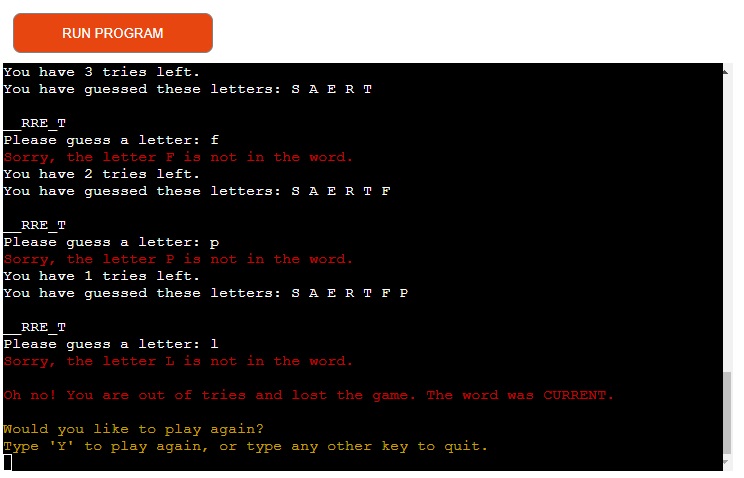 RUN PROGRAM
You have 3 tries left.
You have guessed these letters: S A E R T
__RRE_T
Please guess a letter: f
Sorry, the letter F is not in the word.
You have 2 tries left.
You have guessed these letters: S A E R T F
__RRE_T
Please guess a letter: p
Sorry, the letter P is not in the word.
You have 1 tries left.
You have guessed these letters: S A E R T F P
__RRE_T
Please guess a letter: l
Sorry, the letter L is not in the word.
Oh no! You are out of tries and lost the game. The word was CURRENT.
Would you like to play again?
Type 'Y' to play again, or type any other key to quit.